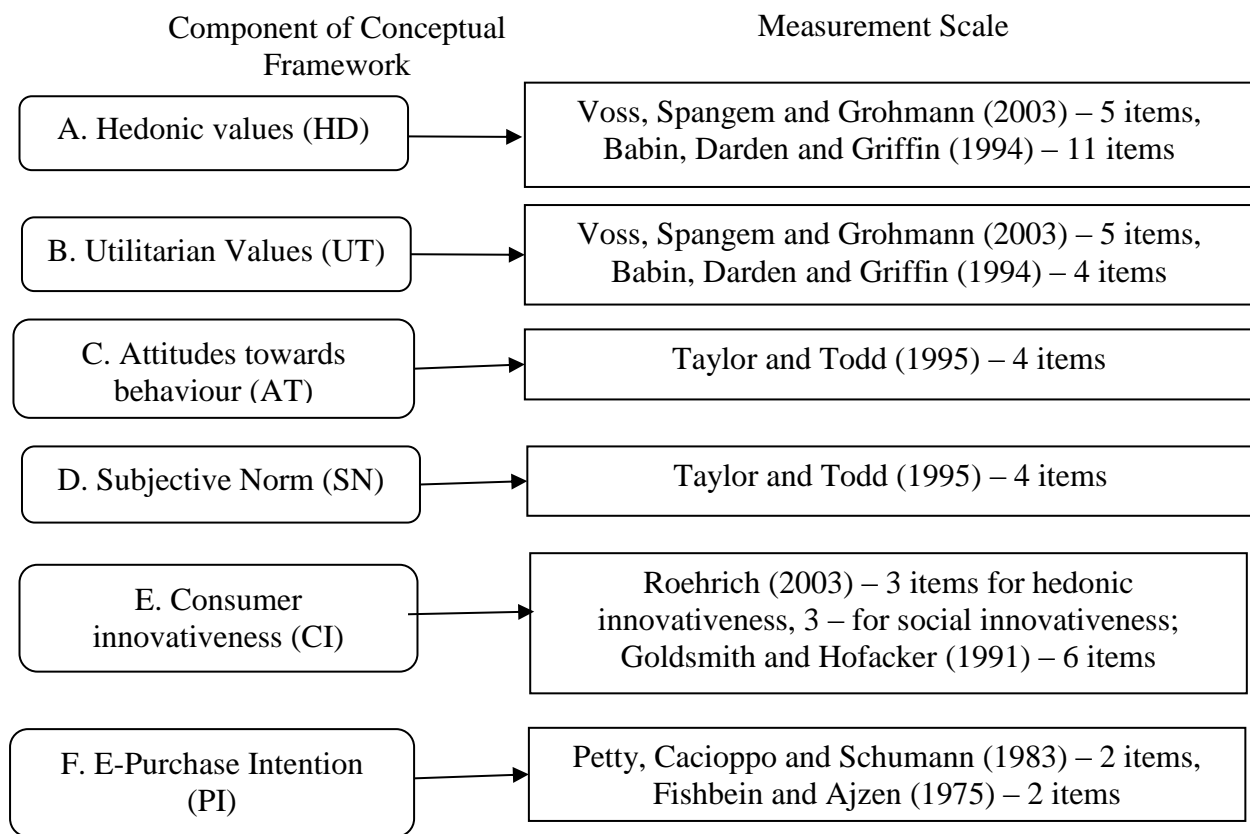 Component of Conceptual
Framework
Measurement Scale
A. Hedonic values (HD)
Voss, Spangem and Grohmann (2003) – 5 items,
Babin, Darden and Griffin (1994) – 11 items
B. Utilitarian Values (UT)
Voss, Spangem and Grohmann (2003) – 5 items,
Babin, Darden and Griffin (1994) – 4 items
C. Attitudes towards
behaviour (AT)
Taylor and Todd (1995) – 4 items
D. Subjective Norm (SN)
Taylor and Todd (1995) – 4 items
E. Consumer
innovativeness (CI)
Roehrich (2003) – 3 items for hedonic
innovativeness, 3 – for social innovativeness;
Goldsmith and Hofacker (1991) – 6 items
F. E-Purchase Intention
(PI)
Petty, Cacioppo and Schumann (1983) – 2 items,
Fishbein and Ajzen (1975) – 2 items